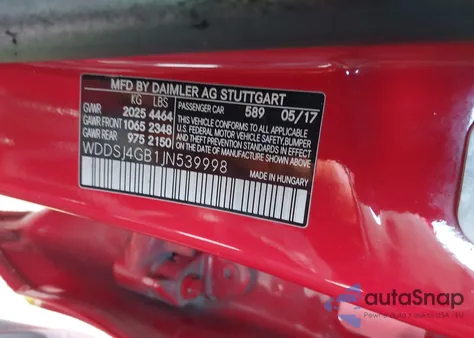 MFD BY DAIMLER AG STUTTGART
KG LBS
GVWR 2025 4464
GAWR FRONT 1065 2348
GAWR REAR 975 2150
PASSENGER CAR 589 05/17
THIS VEHICLE CONFORMS TO ALL APPLICABLE
U.S. FEDERAL MOTOR VEHICLE SAFETY, BUMPER
AND THEFT PREVENTION STANDARDS IN EFFECT ON
THE DATE OF MANUFACTURE SHOWN ABOVE
WDDSJ4GB1JN539998 MADE IN HUNGARY
autoSnap